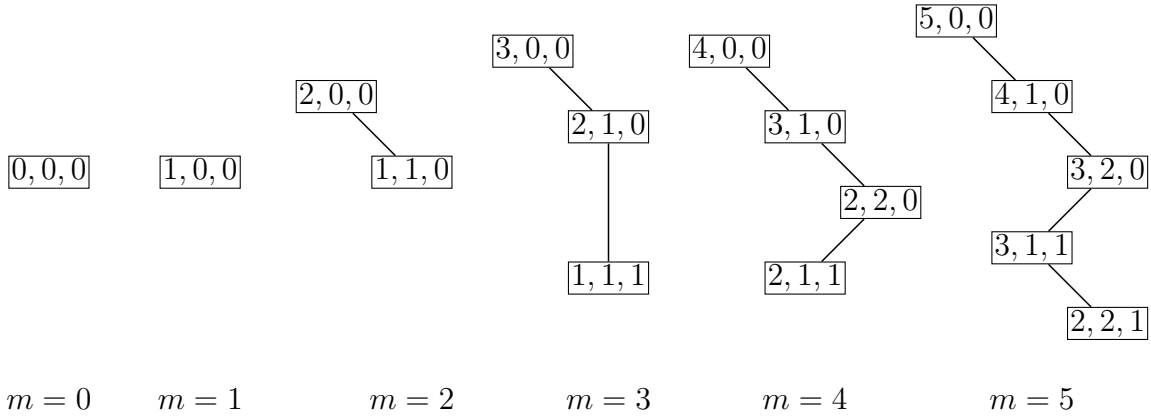 5, 0, 0
3, 0, 0
4, 0, 0
2, 0, 0
4, 1, 0
2, 1, 0
3, 1, 0
0, 0, 0
1, 0, 0
1, 1, 0
3, 2, 0
2, 2, 0
3, 1, 1
1, 1, 1
2, 1, 1
2, 2, 1
m = 0
m = 1
m = 2
m = 3
m = 4
m = 5